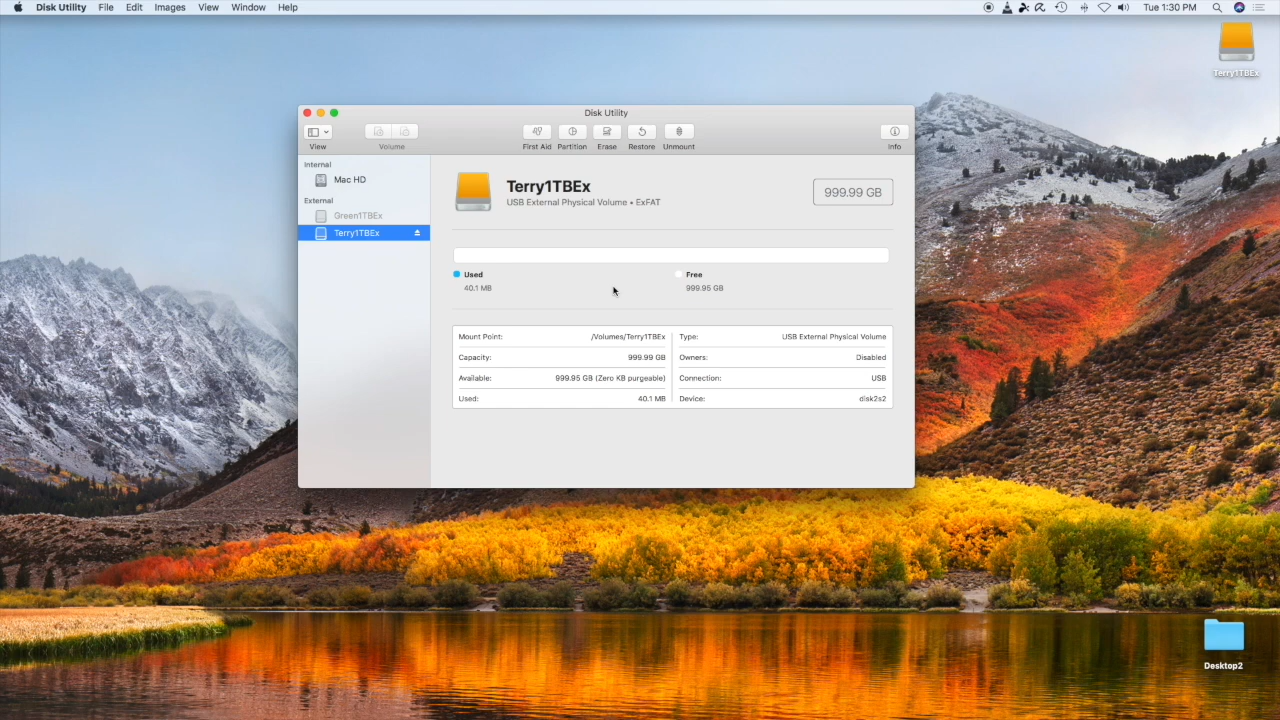 Disk Utility File Edit Images View Window Help Tue 1:30 PM
Terry1TBEx
Disk Utility
View Volume First Aid Partition Erase Restore Unmount Info
Internal
Mac HD
External
Green1TBEx
Terry1TBEx
Terry1TBEx
USB External Physical Volume • ExFAT
999.99 GB
Used
40.1 MB
Free
999.95 GB
Mount Point: /Volumes/Terry1TBEx
Capacity: 999.99 GB
Available: 999.95 GB (Zero KB purgeable)
Used: 40.1 MB
Type: USB External Physical Volume
Owners: Disabled
Connection: USB
Device: disk2s2
Desktop2